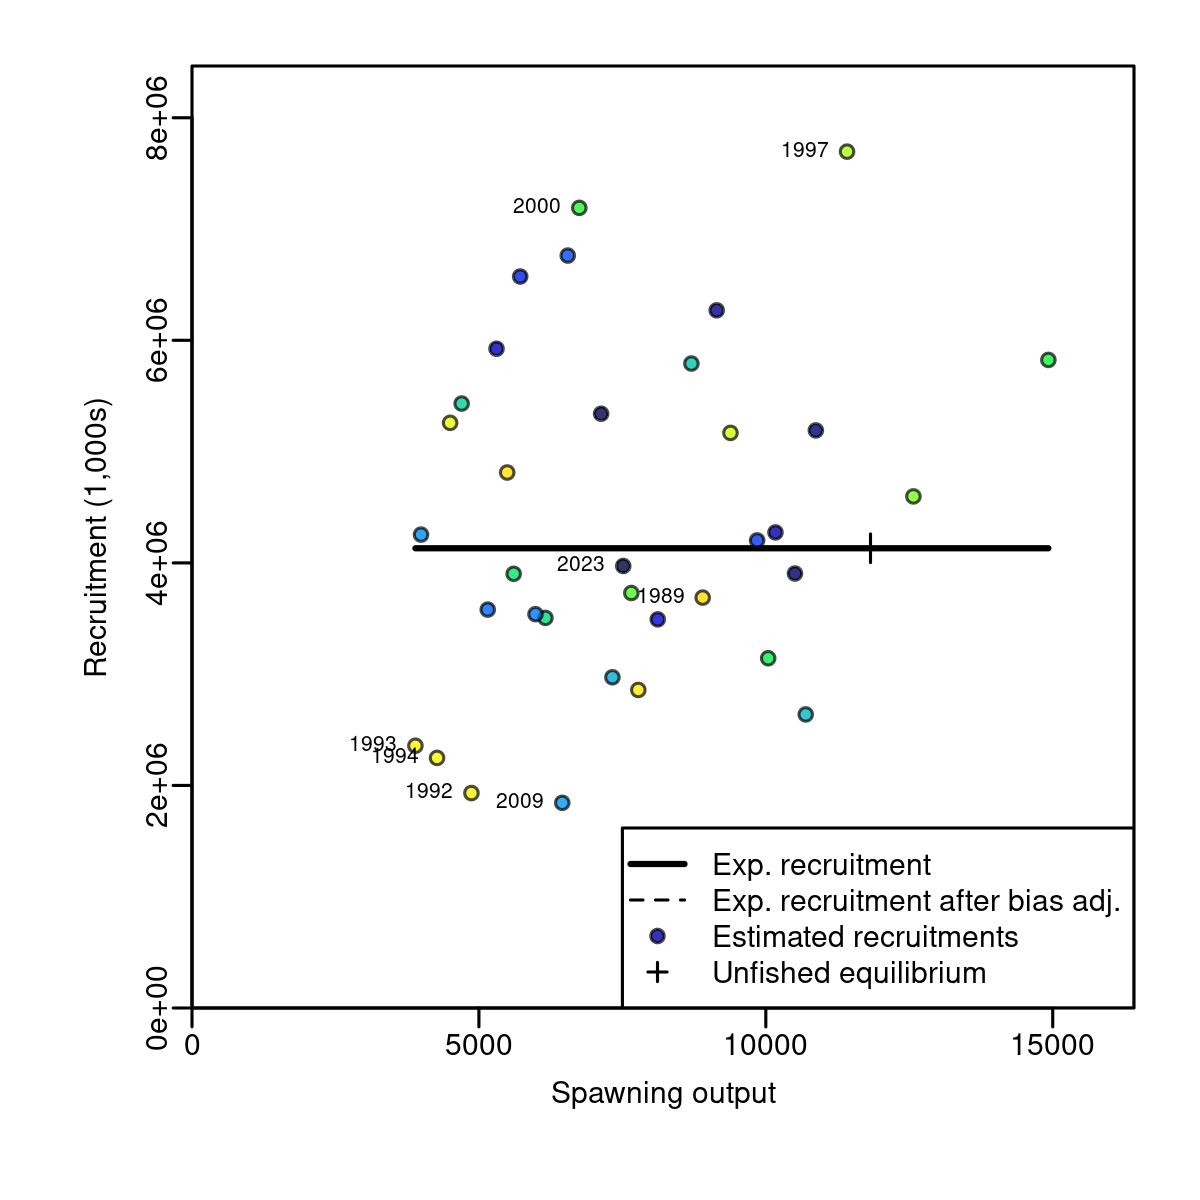 8e+06
6e+06
4e+06
2e+06
0e+00
Recruitment (1,000s)
1997
2000
2023
1989
1993
1994
1992
2009
Exp. recruitment
Exp. recruitment after bias adj.
Estimated recruitments
Unfished equilibrium
0
5000
10000
15000
Spawning output